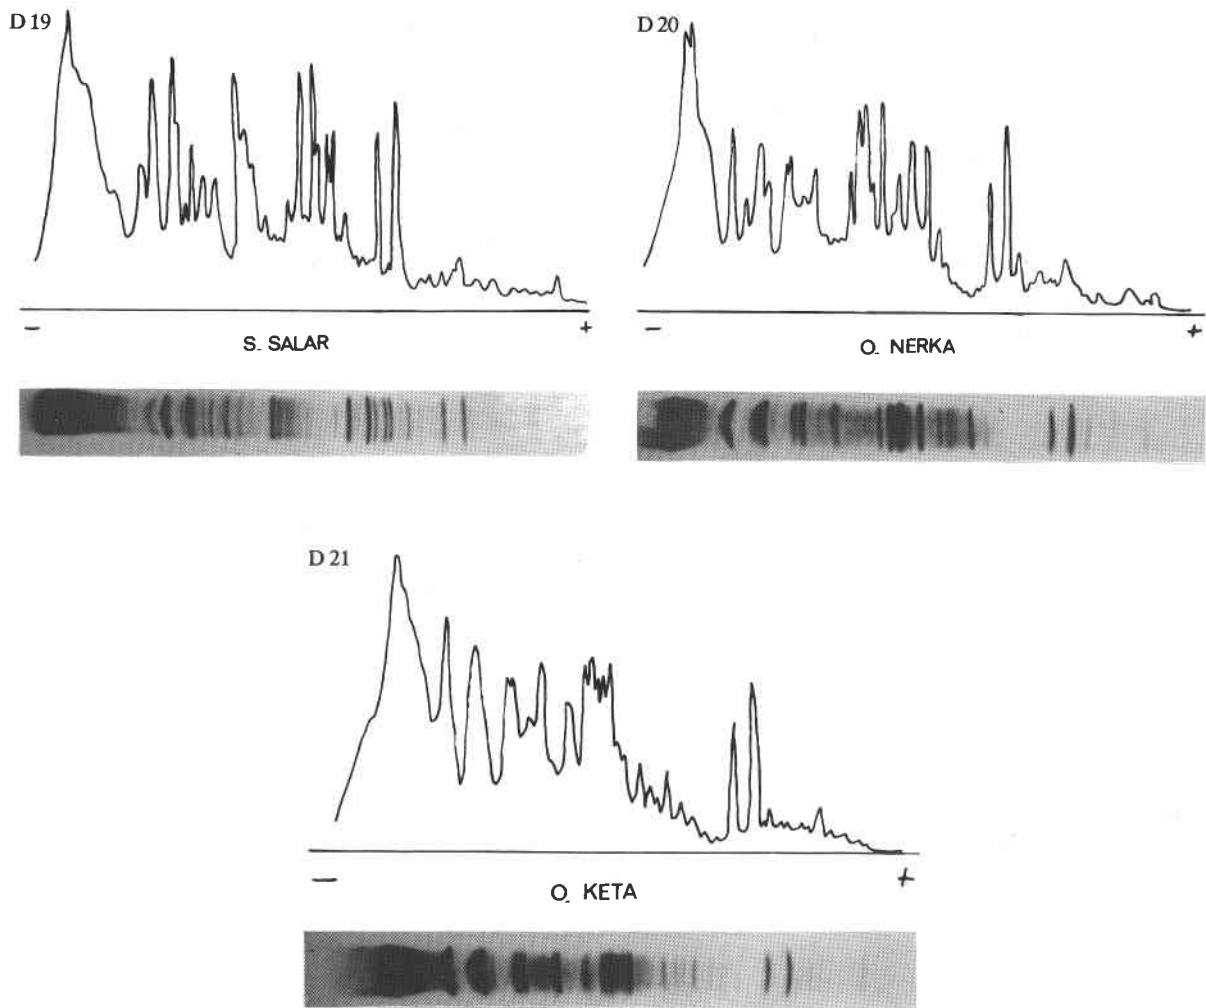 D 19
D 20
− +
S. SALAR
− +
O. NERKA
D 21
− +
O. KETA